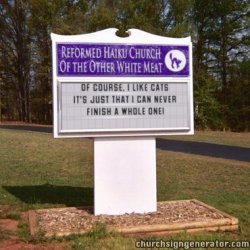 Reformed Haiku Church
Of the Other White Meat
OF COURSE, I LIKE CATS
IT'S JUST THAT I CAN NEVER
FINISH A WHOLE ONE!
churchsigngenerator.com